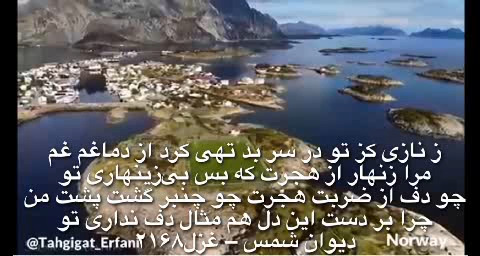 ز نازی کز تو در سر بد تهی کرد از دماغم غم
مرا زنهار از هجرت که بس بی‌زینهاری تو
چو دف از ضربت هجرت چو چنبر گشت پشت من
چرا بر دست این دل هم مثال دف نداری تو
دیوان شمس – غزل۲۱۶۸
@Tahgigat_Erfani
Norway